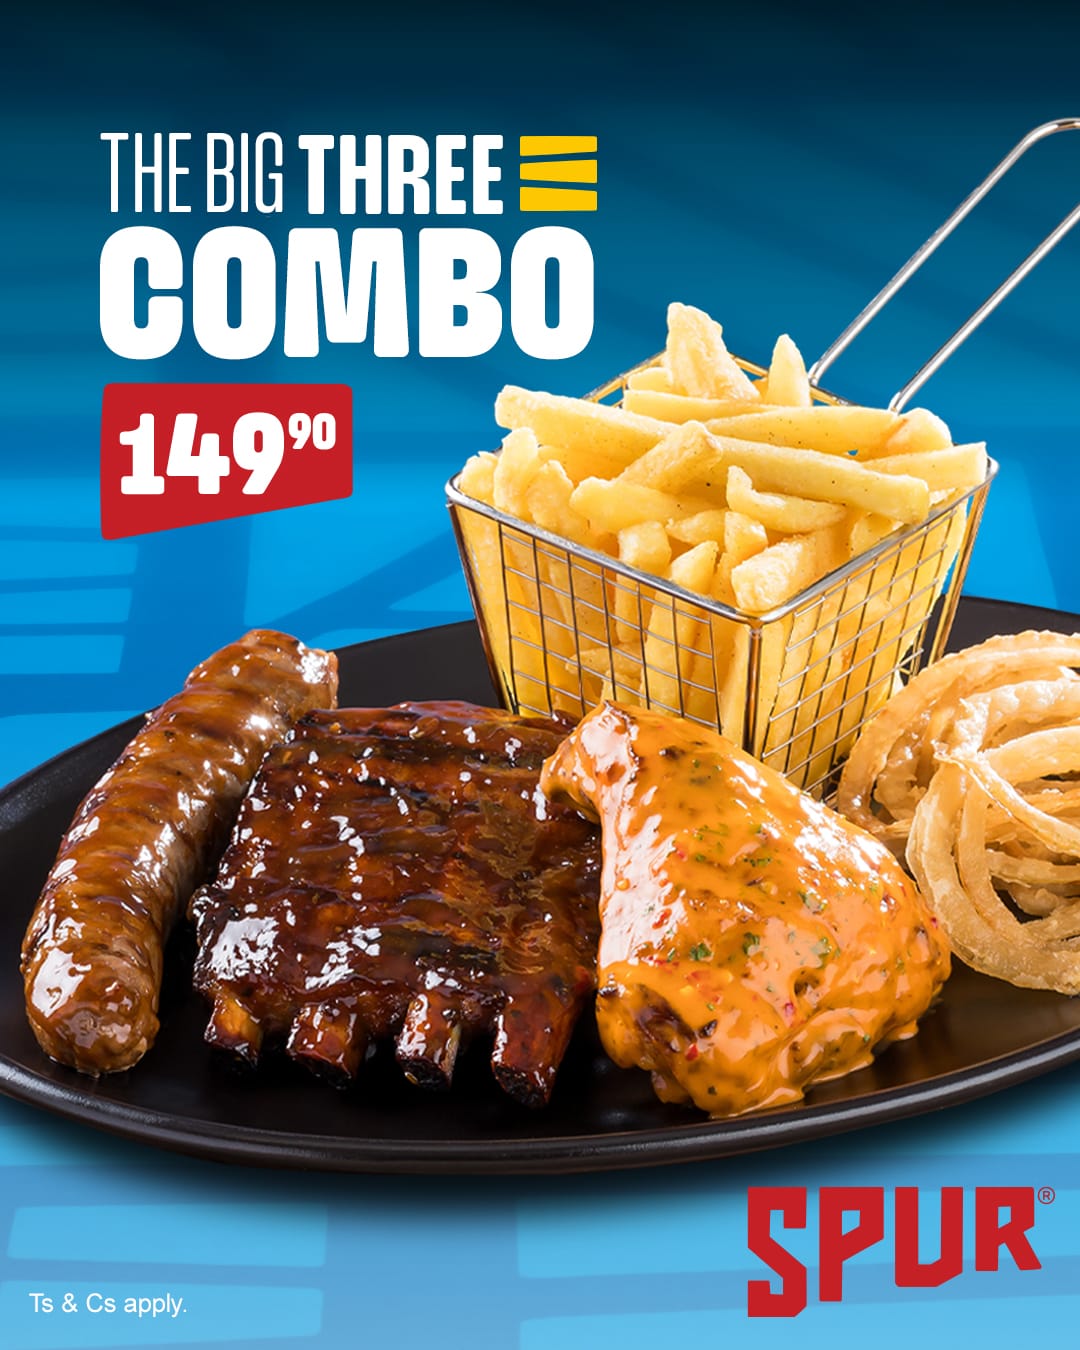 THE BIG THREE
COMBO
149⁹⁰
SPUR®
Ts & Cs apply.